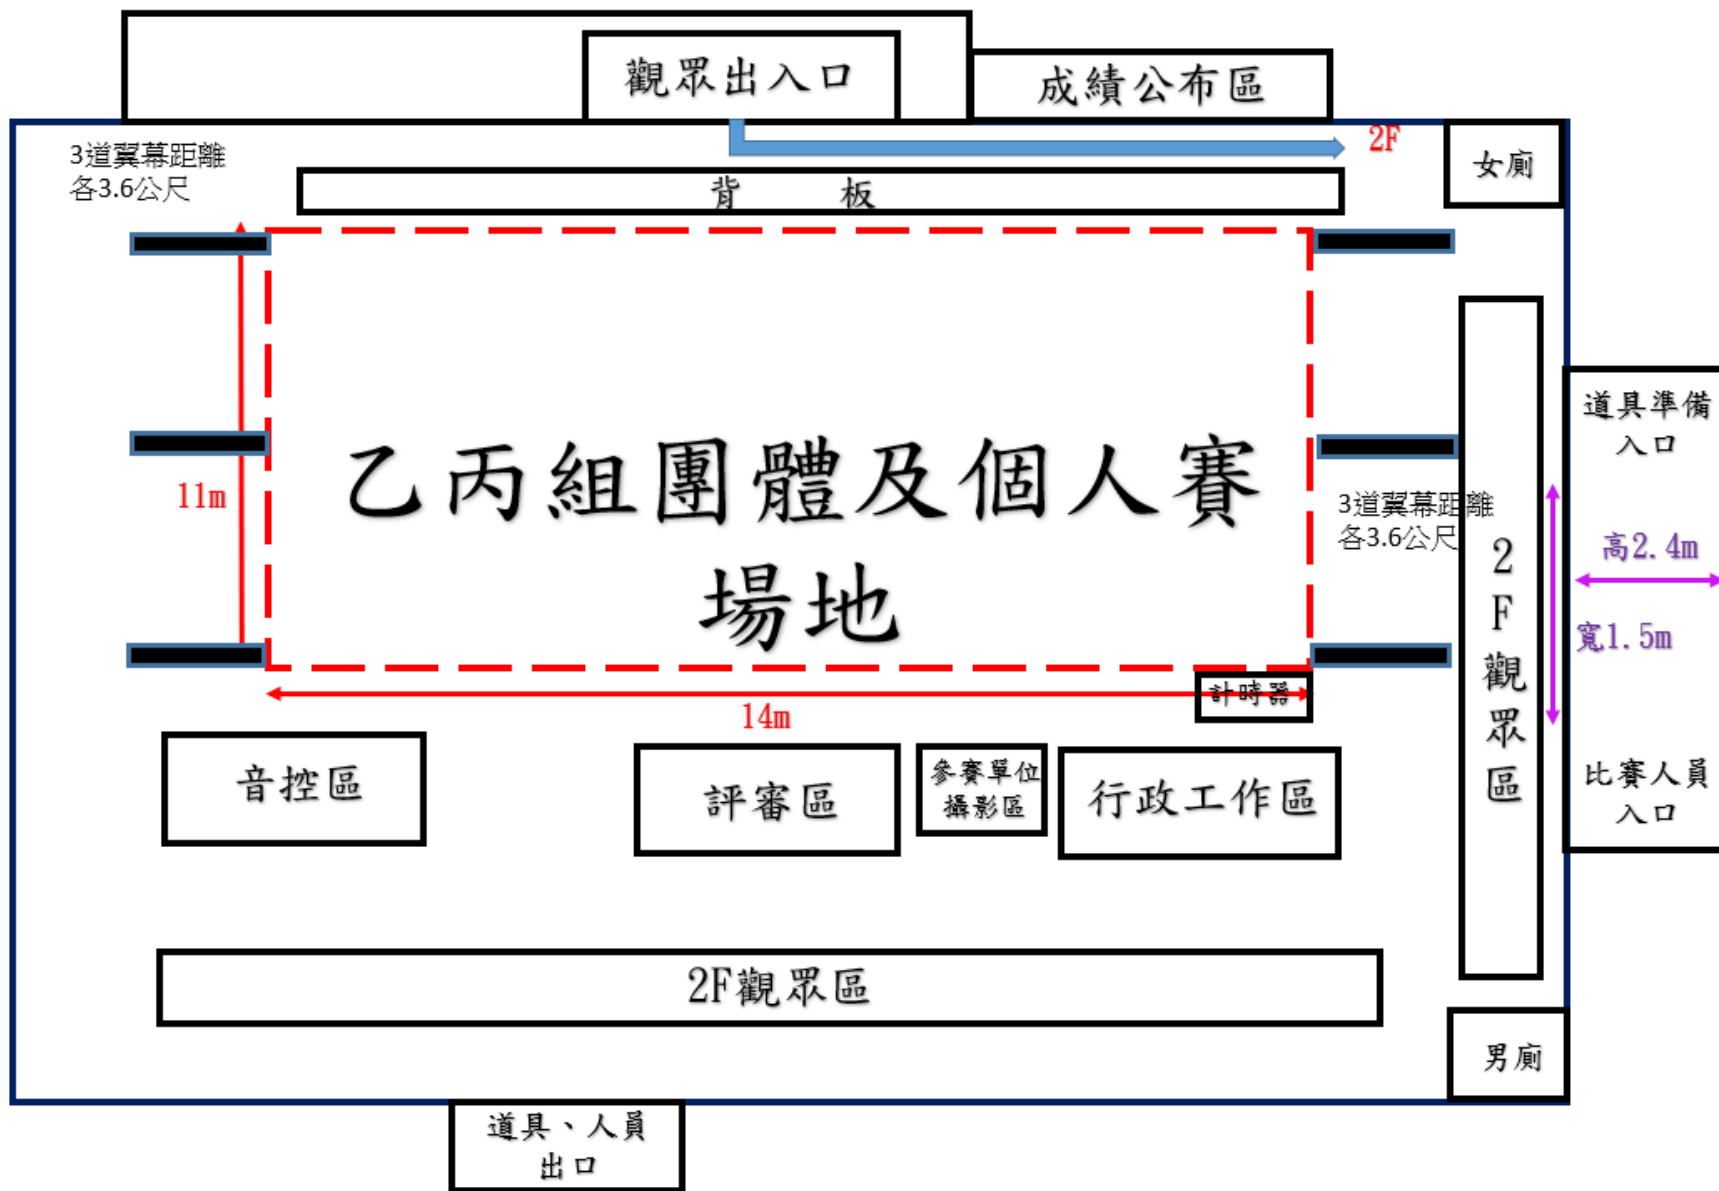 觀眾出入口
成績公布區
3道翼幕距離
各3.6公尺
2F
女廁
背 板
11m
乙丙組團體及個人賽
場地
3道翼幕距離
各3.6公尺
2F觀眾區
道具準備
入口
高2.4m
寬1.5m
比賽人員
入口
計時器
14m
音控區
評審區
參賽單位
攝影區
行政工作區
2F觀眾區
男廁
道具、人員
出口